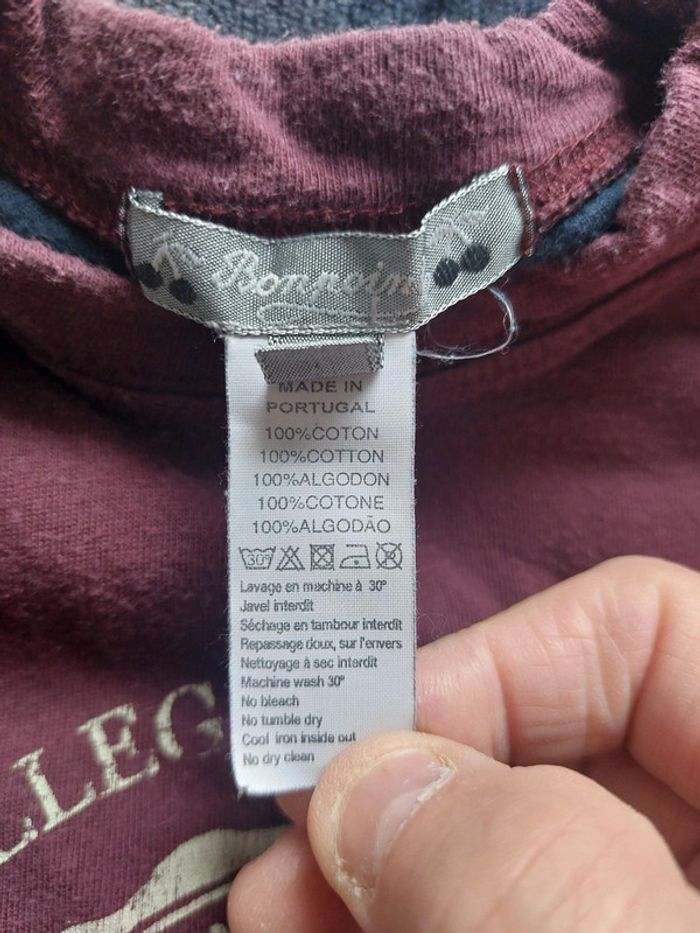 Bonpoint
MADE IN
PORTUGAL
100%COTON
100%COTTON
100%ALGODON
100%COTONE
100%ALGODÃO
30°
Lavage en machine à 30°
Javel interdit
Séchage en tambour interdit
Repassage doux, sur l'envers
Nettoyage à sec interdit
Machine wash 30°
No bleach
No tumble dry
Cool iron inside out
No dry clean
LLEG